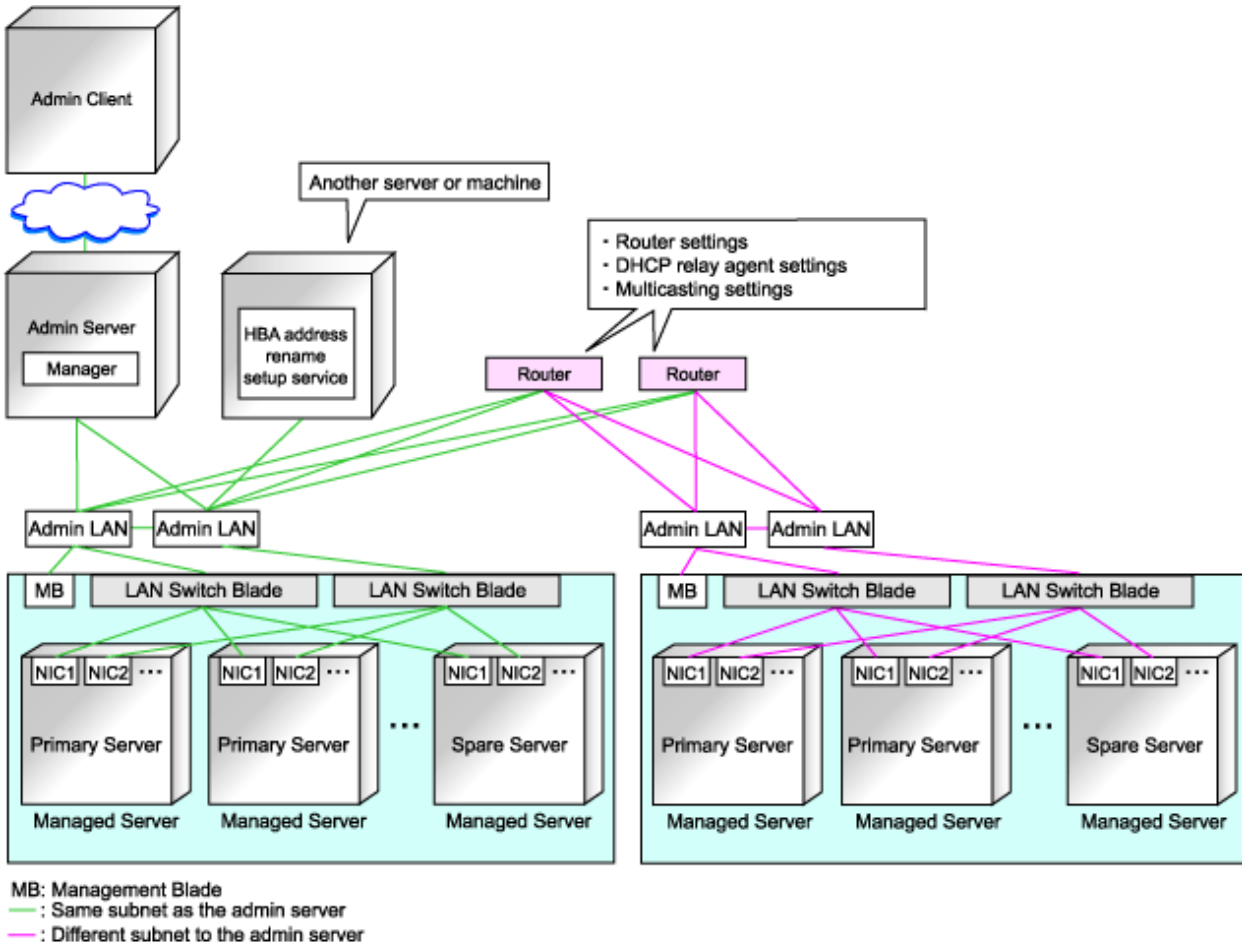 Admin Client
Another server or machine
・Router settings
・DHCP relay agent settings
・Multicasting settings
Admin Server
Manager
HBA address
rename
setup service
Router
Router
Admin LAN
Admin LAN
Admin LAN
Admin LAN
MB
LAN Switch Blade
LAN Switch Blade
MB
LAN Switch Blade
LAN Switch Blade
NIC1 NIC2 ···
NIC1 NIC2 ···
NIC1 NIC2 ···
NIC1 NIC2 ···
NIC1 NIC2 ···
NIC1 NIC2 ···
Primary Server
Primary Server
···
Spare Server
Primary Server
Primary Server
···
Spare Server
Managed Server
Managed Server
Managed Server
Managed Server
Managed Server
Managed Server
MB: Management Blade
: Same subnet as the admin server
: Different subnet to the admin server